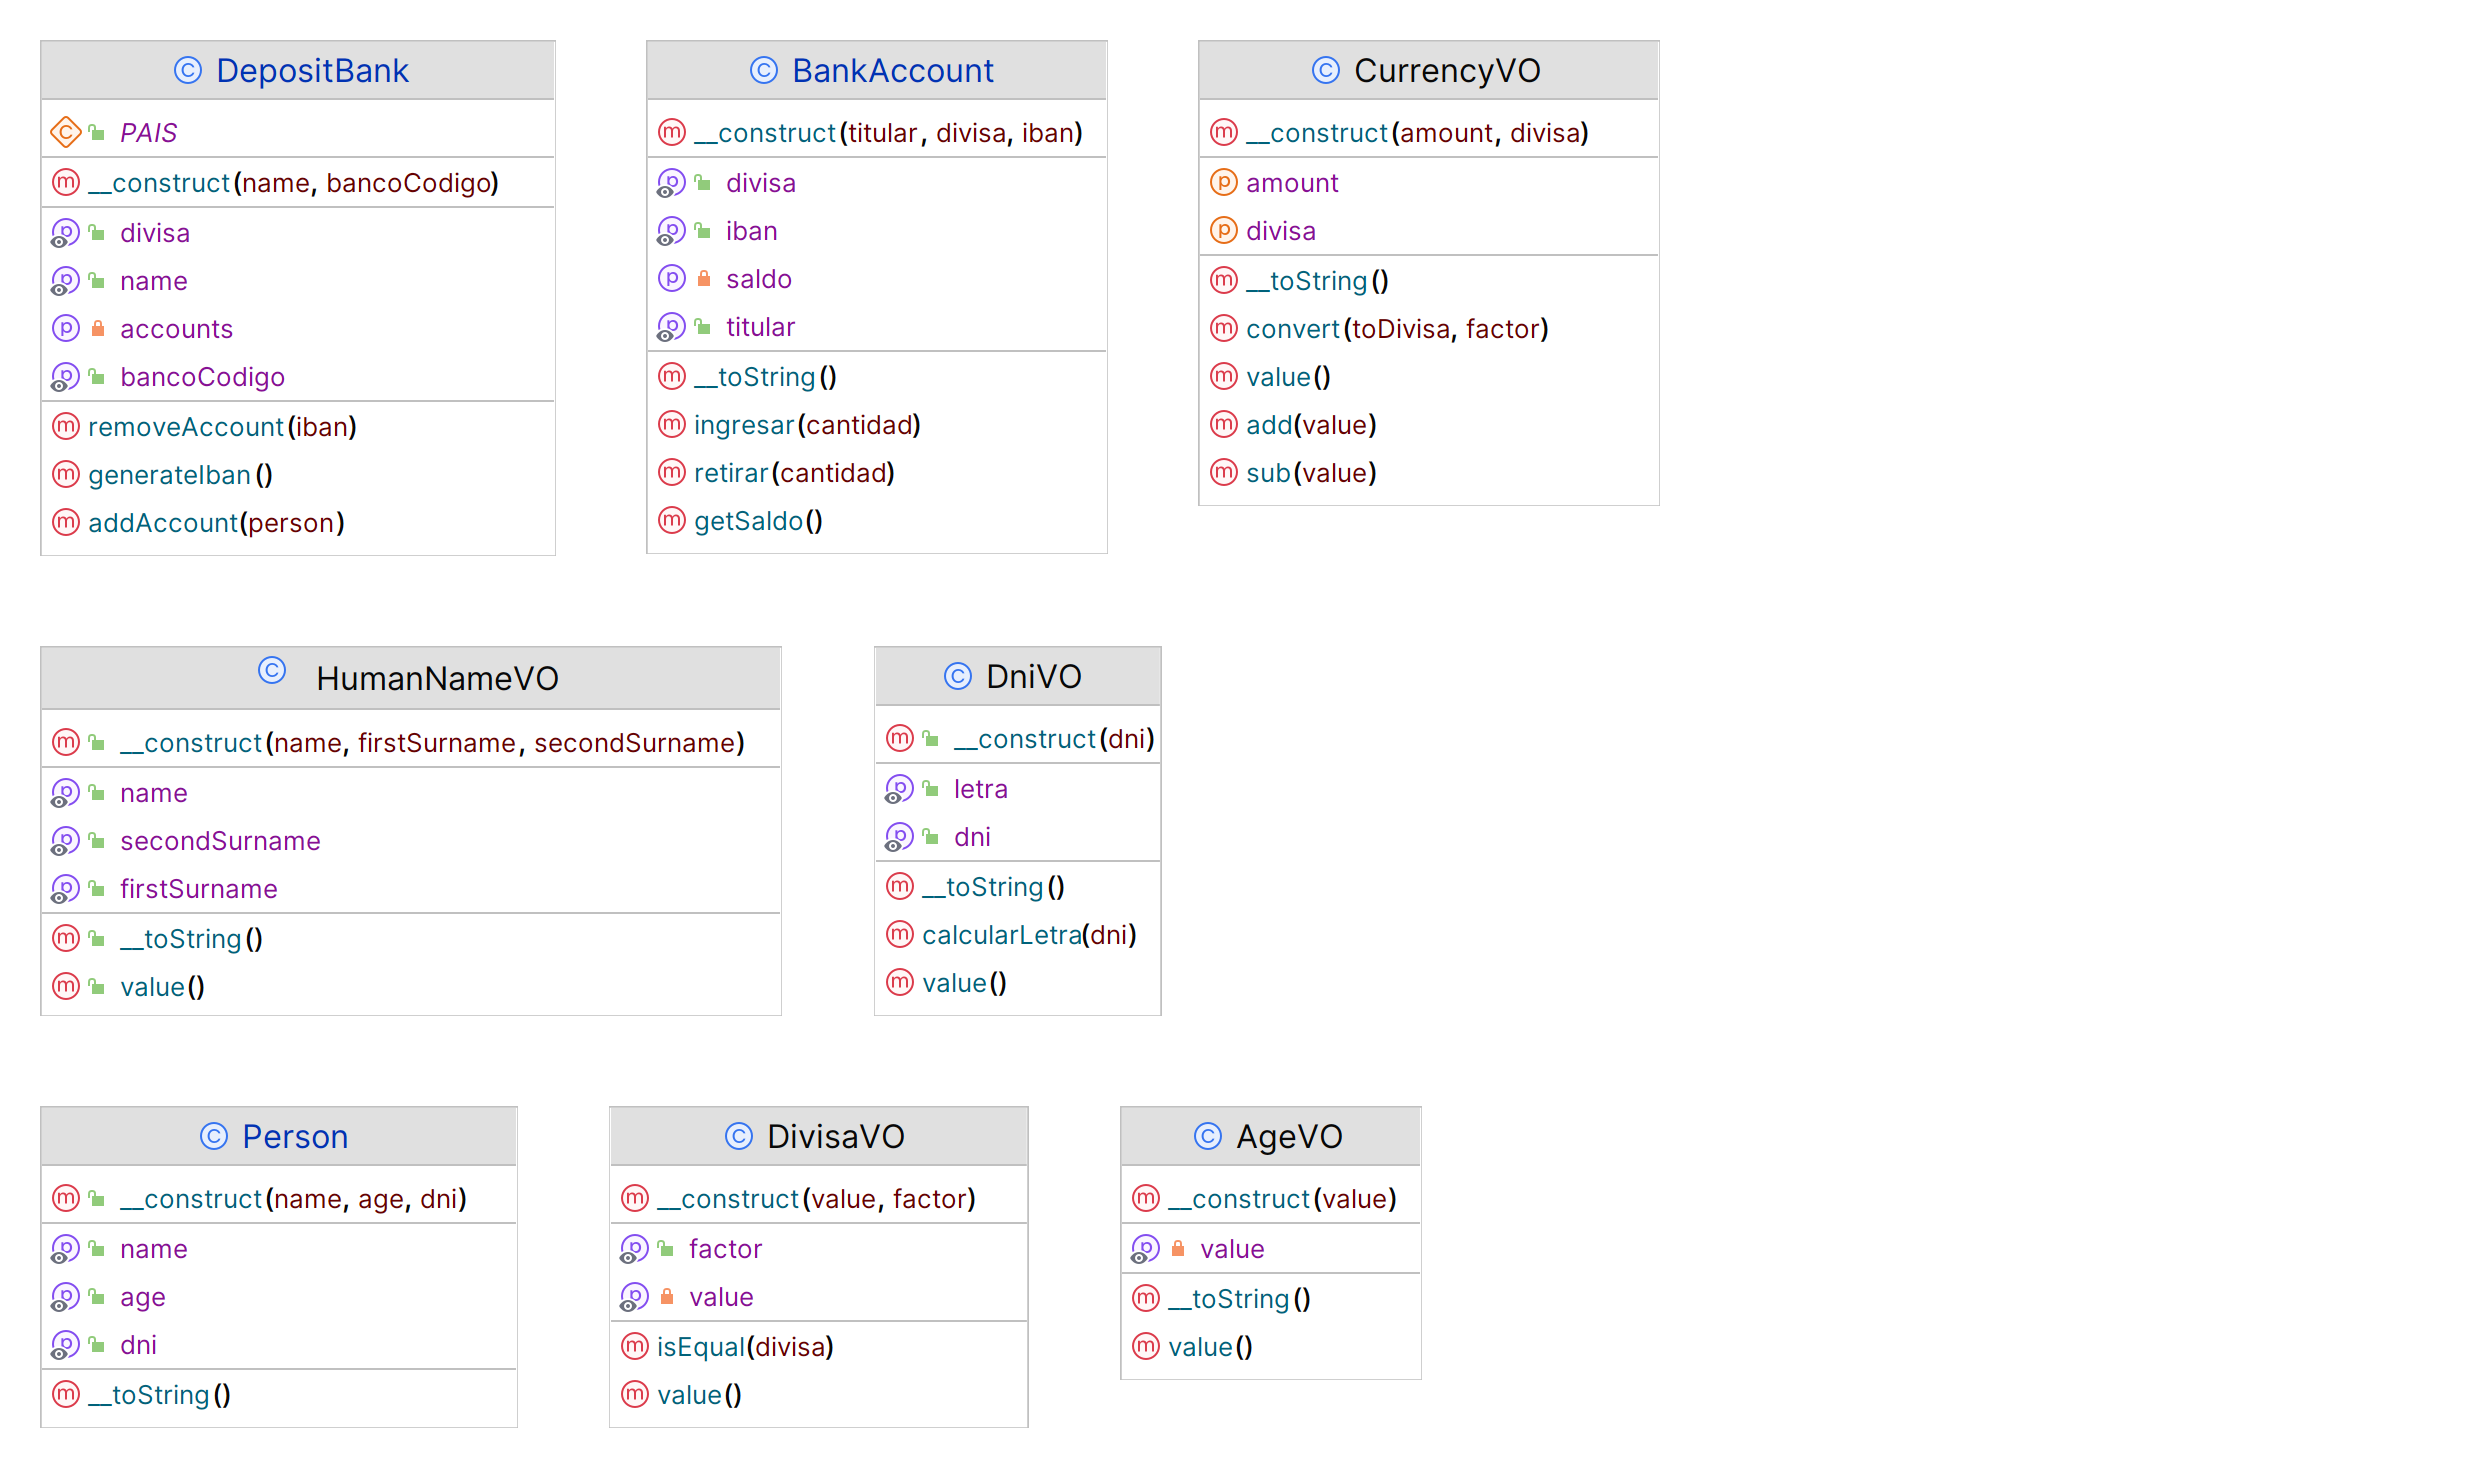 DepositBank
PAIS
__construct(name, bancoCodigo)
divisa
name
accounts
bancoCodigo
removeAccount(iban)
generateIban()
addAccount(person)
BankAccount
__construct(titular, divisa, iban)
divisa
iban
saldo
titular
__toString()
ingresar(cantidad)
retirar(cantidad)
getSaldo()
CurrencyVO
__construct(amount, divisa)
amount
divisa
__toString()
convert(toDivisa, factor)
value()
add(value)
sub(value)
HumanNameVO
__construct(name, firstSurname, secondSurname)
name
secondSurname
firstSurname
__toString()
value()
DniVO
__construct(dni)
letra
dni
__toString()
calcularLetra(dni)
value()
Person
__construct(name, age, dni)
name
age
dni
__toString()
DivisaVO
__construct(value, factor)
factor
value
isEqual(divisa)
value()
AgeVO
__construct(value)
value
__toString()
value()